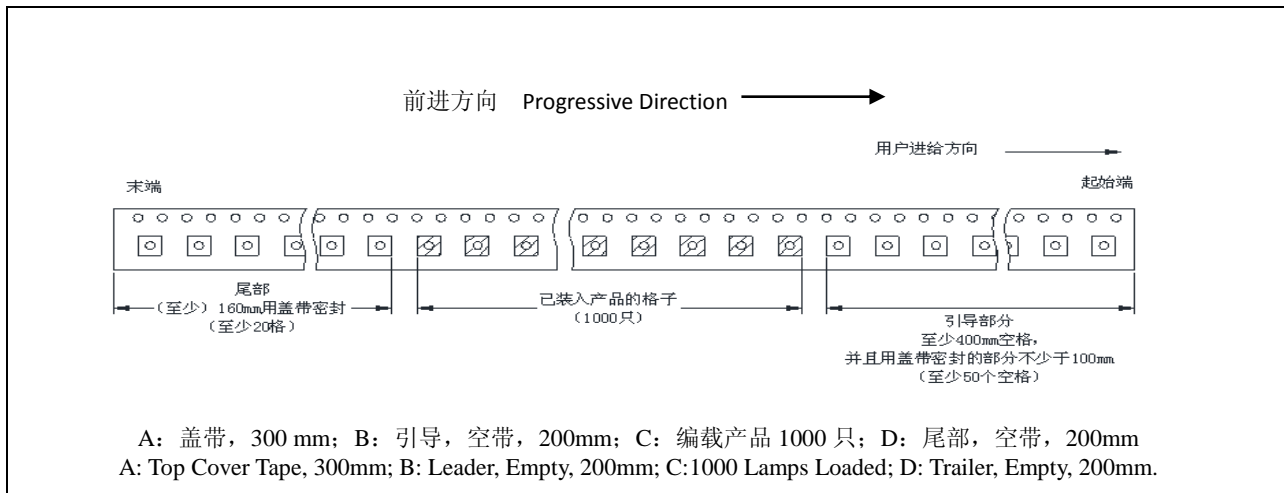 前进方向 Progressive Direction
用户进给方向
末端
起始端
尾部
(至少) 160mm用盖带密封
(至少20格)
已装入产品的格子
(1000只)
引导部分
至少400mm空格,
并且用盖带密封的部分不少于100mm
(至少50个空格)
A：盖带，300 mm；B：引导，空带，200mm；C：编载产品 1000 只；D：尾部，空带，200mm
A: Top Cover Tape, 300mm; B: Leader, Empty, 200mm; C:1000 Lamps Loaded; D: Trailer, Empty, 200mm.